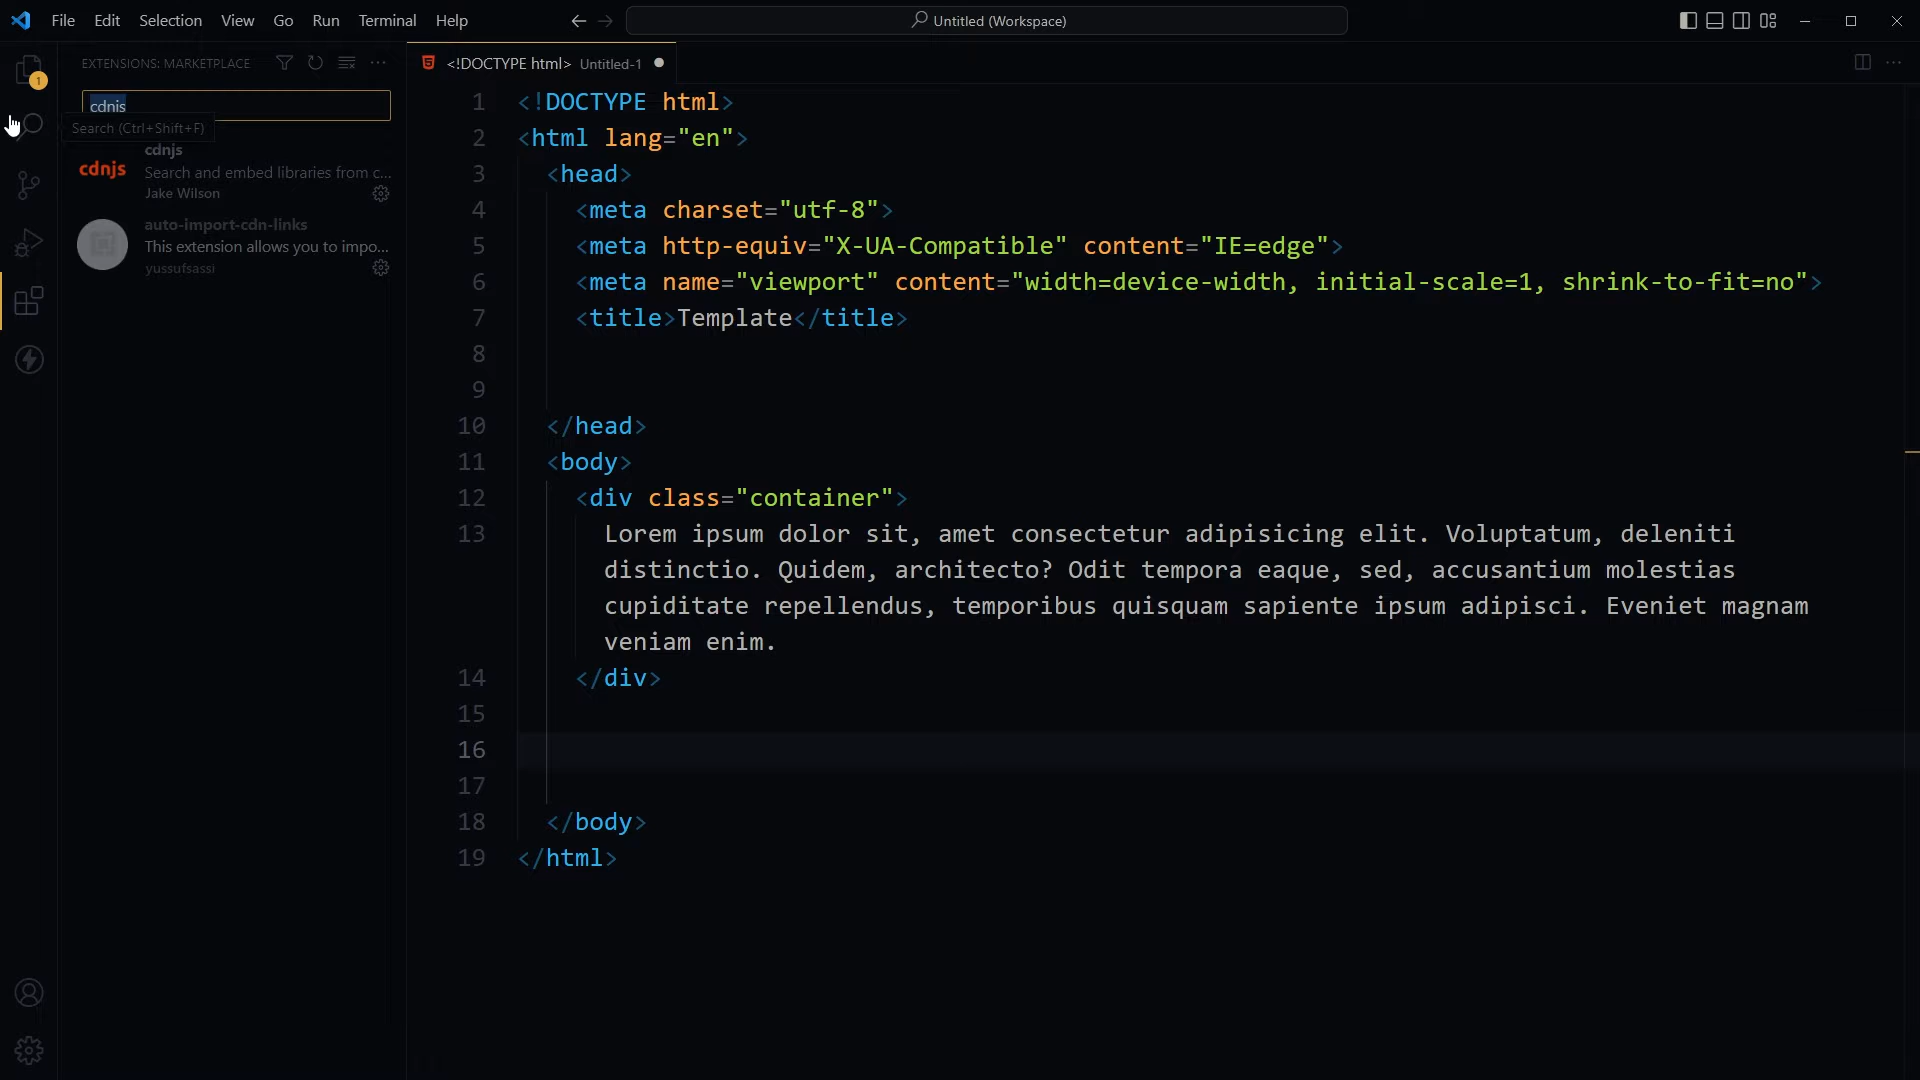 File Edit Selection View Go Run Terminal Help
Untitled (Workspace)
EXTENSIONS: MARKETPLACE
1
cdnjs
Search (Ctrl+Shift+F)
cdnjs
cdnjs
Search and embed libraries from c...
Jake Wilson
auto-import-cdn-links
This extension allows you to impo...
yussufsassi
<!DOCTYPE html> Untitled-1
1 <!DOCTYPE html>
2 <html lang="en">
3 <head>
4 <meta charset="utf-8">
5 <meta http-equiv="X-UA-Compatible" content="IE=edge">
6 <meta name="viewport" content="width=device-width, initial-scale=1, shrink-to-fit=no">
7 <title>Template</title>
8
9
10 </head>
11 <body>
12 <div class="container">
13 Lorem ipsum dolor sit, amet consectetur adipisicing elit. Voluptatum, deleniti
distinctio. Quidem, architecto? Odit tempora eaque, sed, accusantium molestias
cupiditate repellendus, temporibus quisquam sapiente ipsum adipisci. Eveniet magnam
veniam enim.
14 </div>
15
16
17
18 </body>
19 </html>